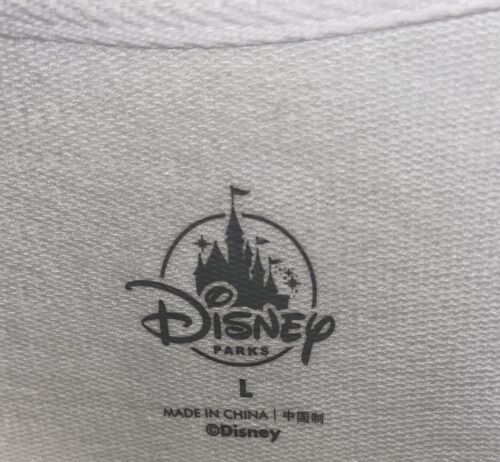 Disney
PARKS
L
MADE IN CHINA | 中国制
©Disney